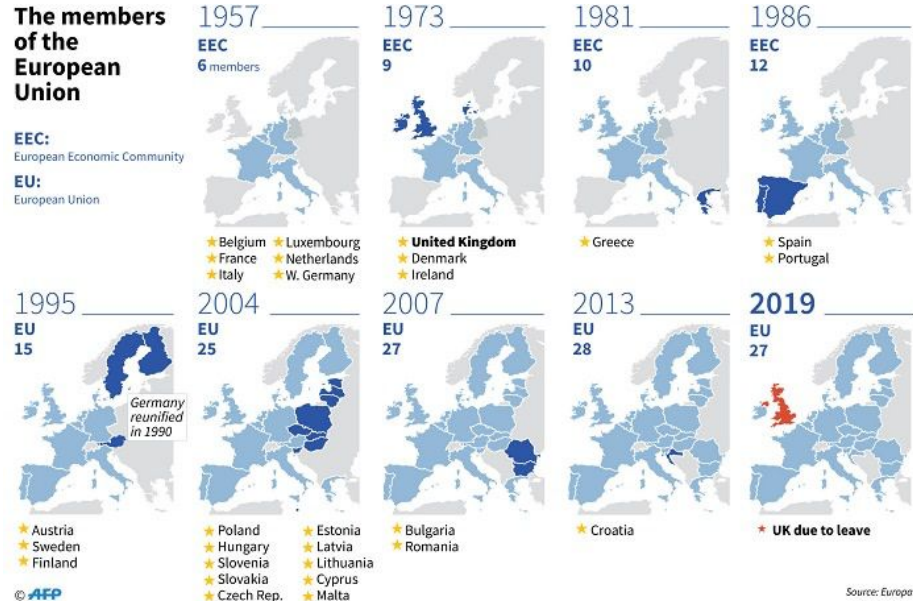 The members
of the
European
Union
EEC:
European Economic Community
EU:
European Union
1957
EEC
6 members
★ Belgium ★ Luxembourg
★ France ★ Netherlands
★ Italy ★ W. Germany
1973
EEC
9
★ United Kingdom
★ Denmark
★ Ireland
1981
EEC
10
★ Greece
1986
EEC
12
★ Spain
★ Portugal
1995
EU
15
Germany
reunified
in 1990
★ Austria
★ Sweden
★ Finland
2004
EU
25
★ Poland ★ Estonia
★ Hungary ★ Latvia
★ Slovenia ★ Lithuania
★ Slovakia ★ Cyprus
★ Czech Rep. ★ Malta
2007
EU
27
★ Bulgaria
★ Romania
2013
EU
28
★ Croatia
2019
EU
27
★ UK due to leave
© AFP
Source: Europa